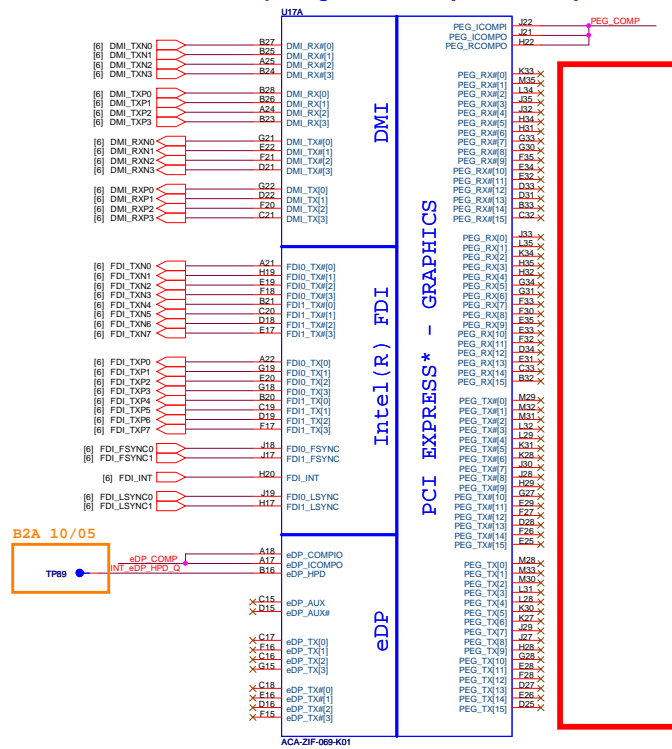 U17A
[6] DMI_TXN0 B27 DMI_RX#[0]
[6] DMI_TXN1 B25 DMI_RX#[1]
[6] DMI_TXN2 A25 DMI_RX#[2]
[6] DMI_TXN3 B24 DMI_RX#[3]
[6] DMI_TXP0 B28 DMI_RX[0]
[6] DMI_TXP1 B26 DMI_RX[1]
[6] DMI_TXP2 A24 DMI_RX[2]
[6] DMI_TXP3 B23 DMI_RX[3]
[6] DMI_RXN0 G21 DMI_TX#[0]
[6] DMI_RXN1 E22 DMI_TX#[1]
[6] DMI_RXN2 F21 DMI_TX#[2]
[6] DMI_RXN3 D21 DMI_TX#[3]
[6] DMI_RXP0 G22 DMI_TX[0]
[6] DMI_RXP1 D22 DMI_TX[1]
[6] DMI_RXP2 F20 DMI_TX[2]
[6] DMI_RXP3 C21 DMI_TX[3]
DMI
[6] FDI_TXN0 A21 FDI0_TX#[0]
[6] FDI_TXN1 H19 FDI0_TX#[1]
[6] FDI_TXN2 E19 FDI0_TX#[2]
[6] FDI_TXN3 F18 FDI0_TX#[3]
[6] FDI_TXN4 B21 FDI1_TX#[0]
[6] FDI_TXN5 C20 FDI1_TX#[1]
[6] FDI_TXN6 D18 FDI1_TX#[2]
[6] FDI_TXN7 E17 FDI1_TX#[3]
[6] FDI_TXP0 A22 FDI0_TX[0]
[6] FDI_TXP1 G19 FDI0_TX[1]
[6] FDI_TXP2 E20 FDI0_TX[2]
[6] FDI_TXP3 G18 FDI0_TX[3]
[6] FDI_TXP4 B20 FDI1_TX[0]
[6] FDI_TXP5 C19 FDI1_TX[1]
[6] FDI_TXP6 D19 FDI1_TX[2]
[6] FDI_TXP7 F17 FDI1_TX[3]
[6] FDI_FSYNC0 J18 FDI0_FSYNC
[6] FDI_FSYNC1 J17 FDI1_FSYNC
[6] FDI_INT H20 FDI_INT
[6] FDI_LSYNC0 J19 FDI0_LSYNC
[6] FDI_LSYNC1 H17 FDI1_LSYNC
Intel(R) FDI
B2A 10/05
eDP_COMP A18 eDP_COMPIO
A17 eDP_ICOMPO
TP89 INT_eDP_HPD_Q B16 eDP_HPD
C15 eDP_AUX
D15 eDP_AUX#
C17 eDP_TX[0]
F16 eDP_TX[1]
C16 eDP_TX[2]
G15 eDP_TX[3]
C18 eDP_TX#[0]
E16 eDP_TX#[1]
D16 eDP_TX#[2]
F15 eDP_TX#[3]
eDP
PCI EXPRESS* - GRAPHICS
PEG_ICOMPI J22 PEG_COMP
PEG_ICOMPO J21
PEG_RCOMPO H22
PEG_RX#[0] K33
PEG_RX#[1] M35
PEG_RX#[2] L34
PEG_RX#[3] J35
PEG_RX#[4] J32
PEG_RX#[5] H34
PEG_RX#[6] H31
PEG_RX#[7] G33
PEG_RX#[8] G30
PEG_RX#[9] F35
PEG_RX#[10] E34
PEG_RX#[11] E32
PEG_RX#[12] D33
PEG_RX#[13] D31
PEG_RX#[14] B33
PEG_RX#[15] C32
PEG_RX[0] J33
PEG_RX[1] L35
PEG_RX[2] K34
PEG_RX[3] H35
PEG_RX[4] H32
PEG_RX[5] G34
PEG_RX[6] G31
PEG_RX[7] F33
PEG_RX[8] F30
PEG_RX[9] E35
PEG_RX[10] E33
PEG_RX[11] F32
PEG_RX[12] D34
PEG_RX[13] E31
PEG_RX[14] C33
PEG_RX[15] B32
PEG_TX#[0] M29
PEG_TX#[1] M32
PEG_TX#[2] M31
PEG_TX#[3] L32
PEG_TX#[4] L29
PEG_TX#[5] K31
PEG_TX#[6] K28
PEG_TX#[7] J30
PEG_TX#[8] J28
PEG_TX#[9] H29
PEG_TX#[10] G27
PEG_TX#[11] E29
PEG_TX#[12] F27
PEG_TX#[13] D28
PEG_TX#[14] F26
PEG_TX#[15] E25
PEG_TX[0] M28
PEG_TX[1] M33
PEG_TX[2] M30
PEG_TX[3] L31
PEG_TX[4] L28
PEG_TX[5] K30
PEG_TX[6] K27
PEG_TX[7] J29
PEG_TX[8] J27
PEG_TX[9] H28
PEG_TX[10] G28
PEG_TX[11] E28
PEG_TX[12] F28
PEG_TX[13] D27
PEG_TX[14] E26
PEG_TX[15] D25
ACA-ZIF-069-K01